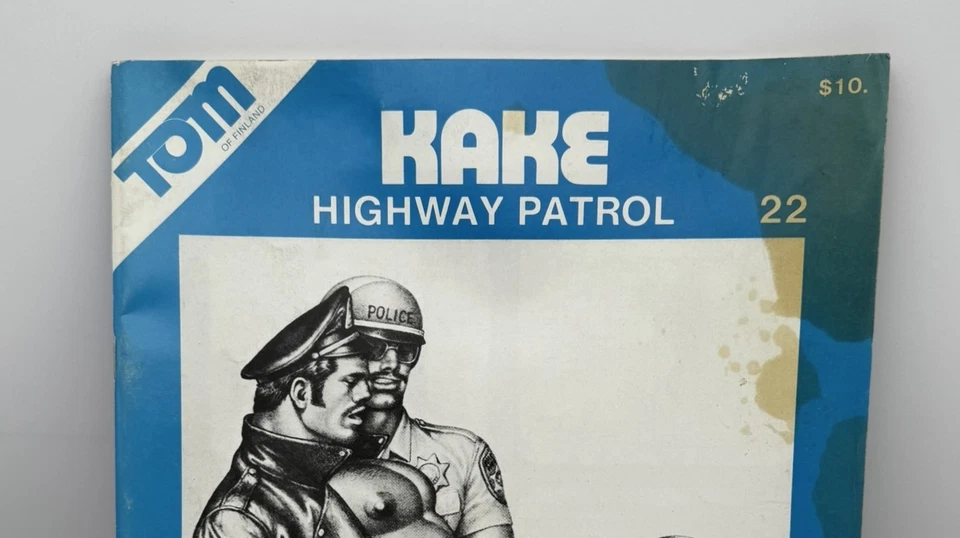 TOM
OF FINLAND
$10.
KAKE
HIGHWAY PATROL
22
POLICE